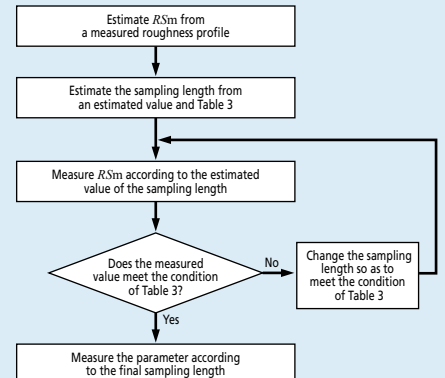 Estimate RSm from
a measured roughness profile
Estimate the sampling length from
an estimated value and Table 3
Measure RSm according to the estimated
value of the sampling length
Does the measured
value meet the condition
of Table 3?
No
Change the sampling
length so as to
meet the condition
of Table 3
Yes
Measure the parameter according
to the final sampling length